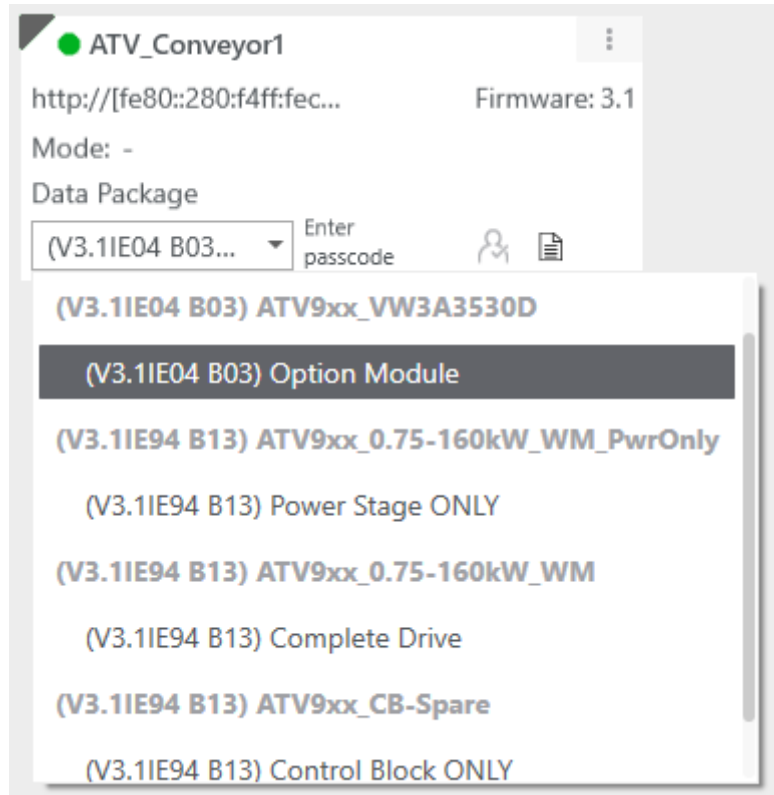 ATV_Conveyor1
http://[fe80::280:f4ff:fec... Firmware: 3.1
Mode: -
Data Package
(V3.1IE04 B03... Enter passcode
(V3.1IE04 B03) ATV9xx_VW3A3530D
(V3.1IE04 B03) Option Module
(V3.1IE94 B13) ATV9xx_0.75-160kW_WM_PwrOnly
(V3.1IE94 B13) Power Stage ONLY
(V3.1IE94 B13) ATV9xx_0.75-160kW_WM
(V3.1IE94 B13) Complete Drive
(V3.1IE94 B13) ATV9xx_CB-Spare
(V3.1IE94 B13) Control Block ONLY